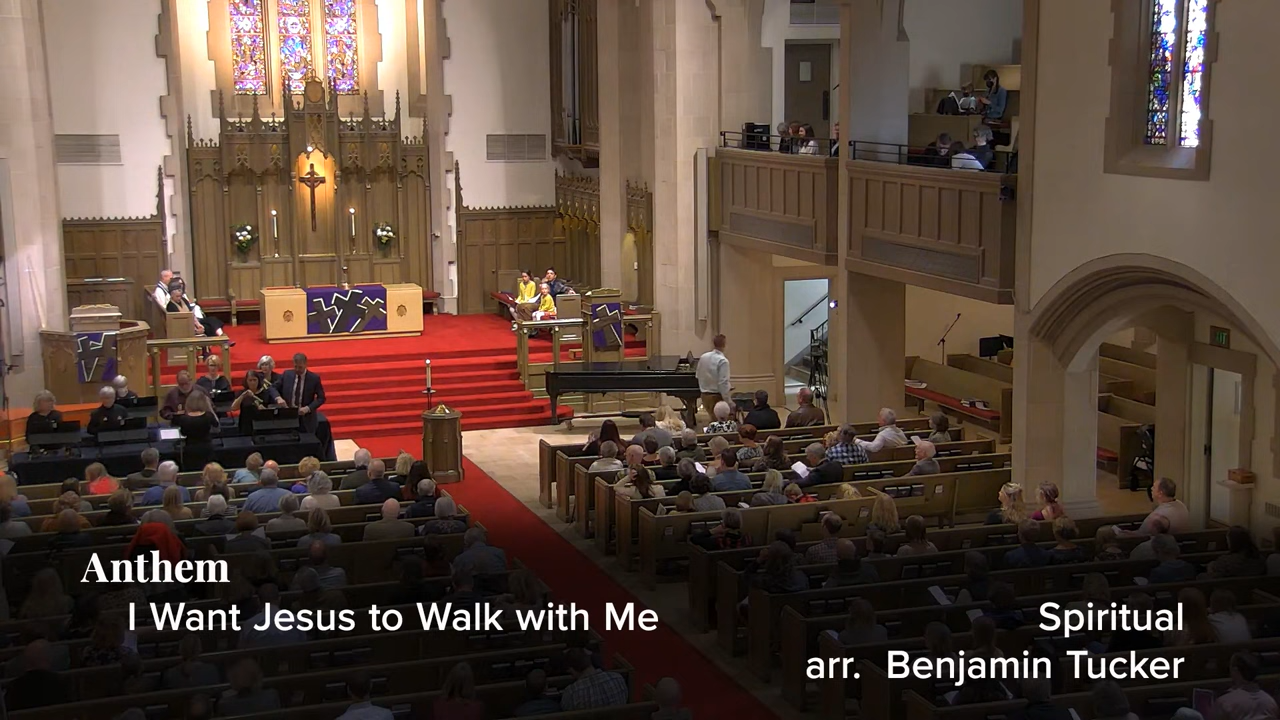 Anthem
I Want Jesus to Walk with Me
Spiritual
arr. Benjamin Tucker